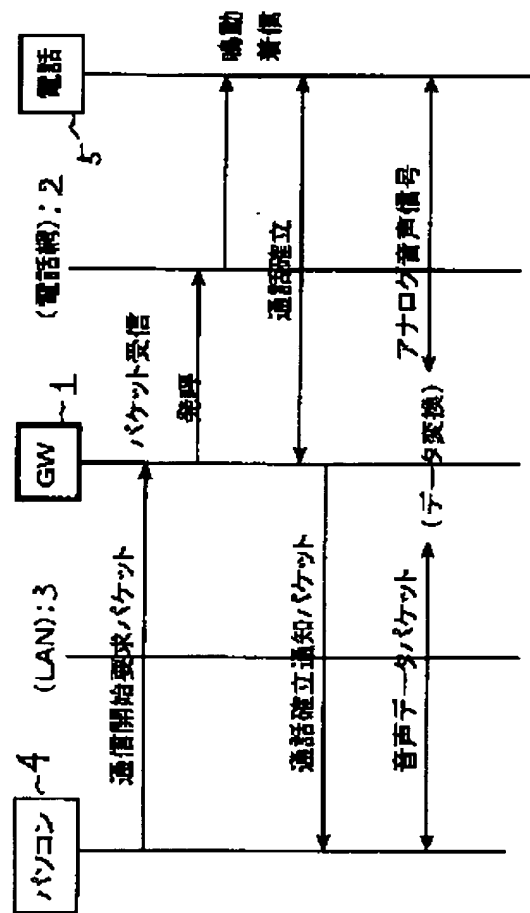 パソコン
4
(LAN):3
GW
1
(電話網):2
電話
5
通信開始要求パケット
パケット受信
発呼
鳴動
着信
通話確立
通話確立通知パケット
音声データパケット
(データ変換)
アナログ音声信号